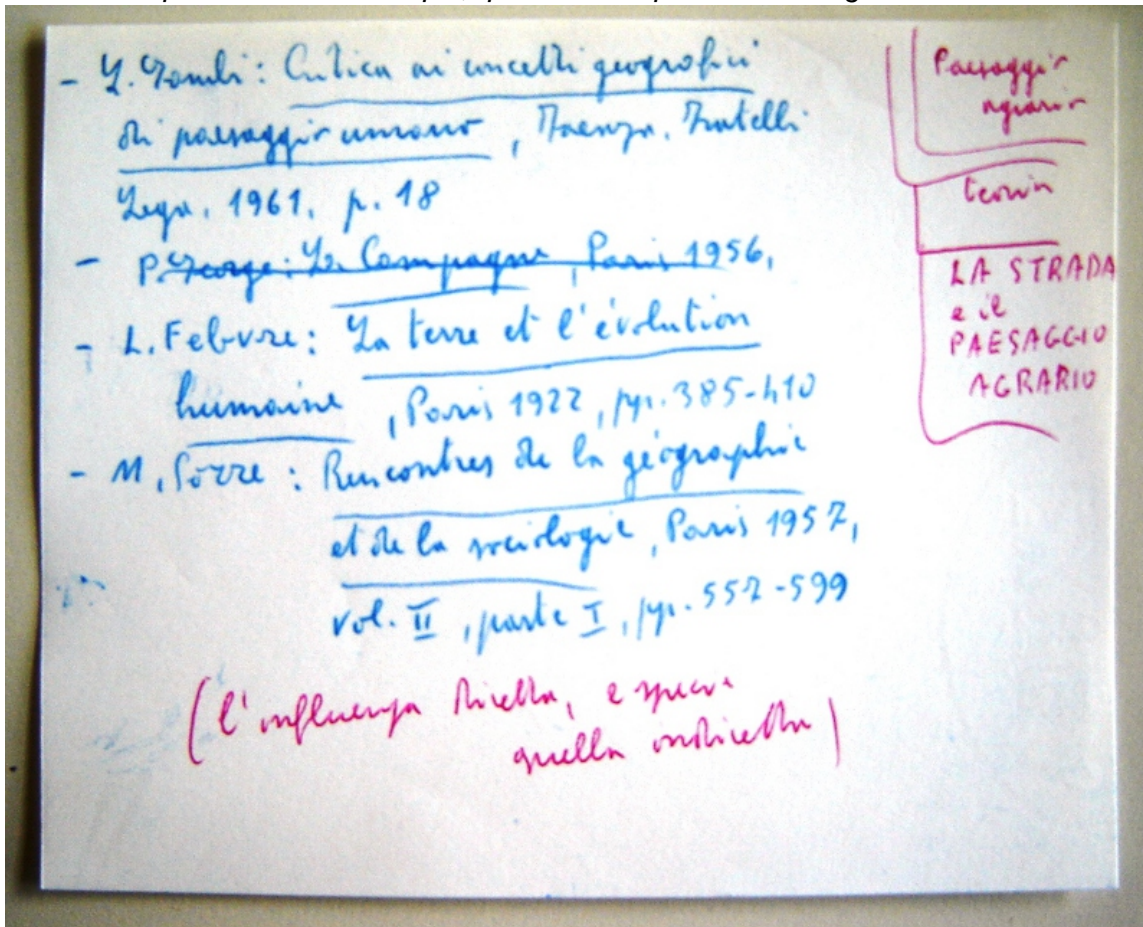 - L. Gambi: Critica ai concetti geografici
di paesaggio umano, Faenza. Fratelli
Lega. 1961, p. 18
- P. George: La Campagne, Paris 1956,
- L. Febvre: La terre et l'évolution
humaine, Paris 1922, pp. 385-410
- M. Sorre: Rencontres de la géographie
et de la sociologie, Paris 1957,
vol. II, parte I, pp. 557-599
(l'influenza diretta, e spesso
quella indiretta)
Paesaggio
agrario
teoria
LA STRADA
e il
PAESAGGIO
AGRARIO